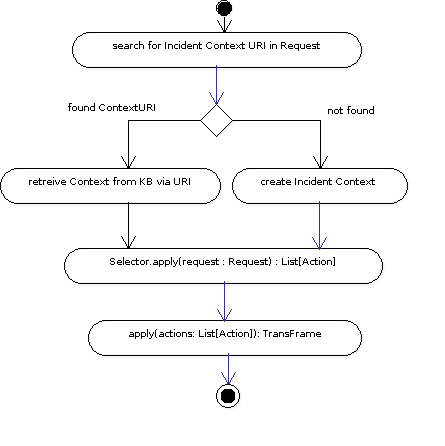 search for Incident Context URI in Request
found ContextURI
not found
retreive Context from KB via URI
create Incident Context
Selector.apply(request : Request) : List[Action]
apply(actions: List[Action]): TransFrame